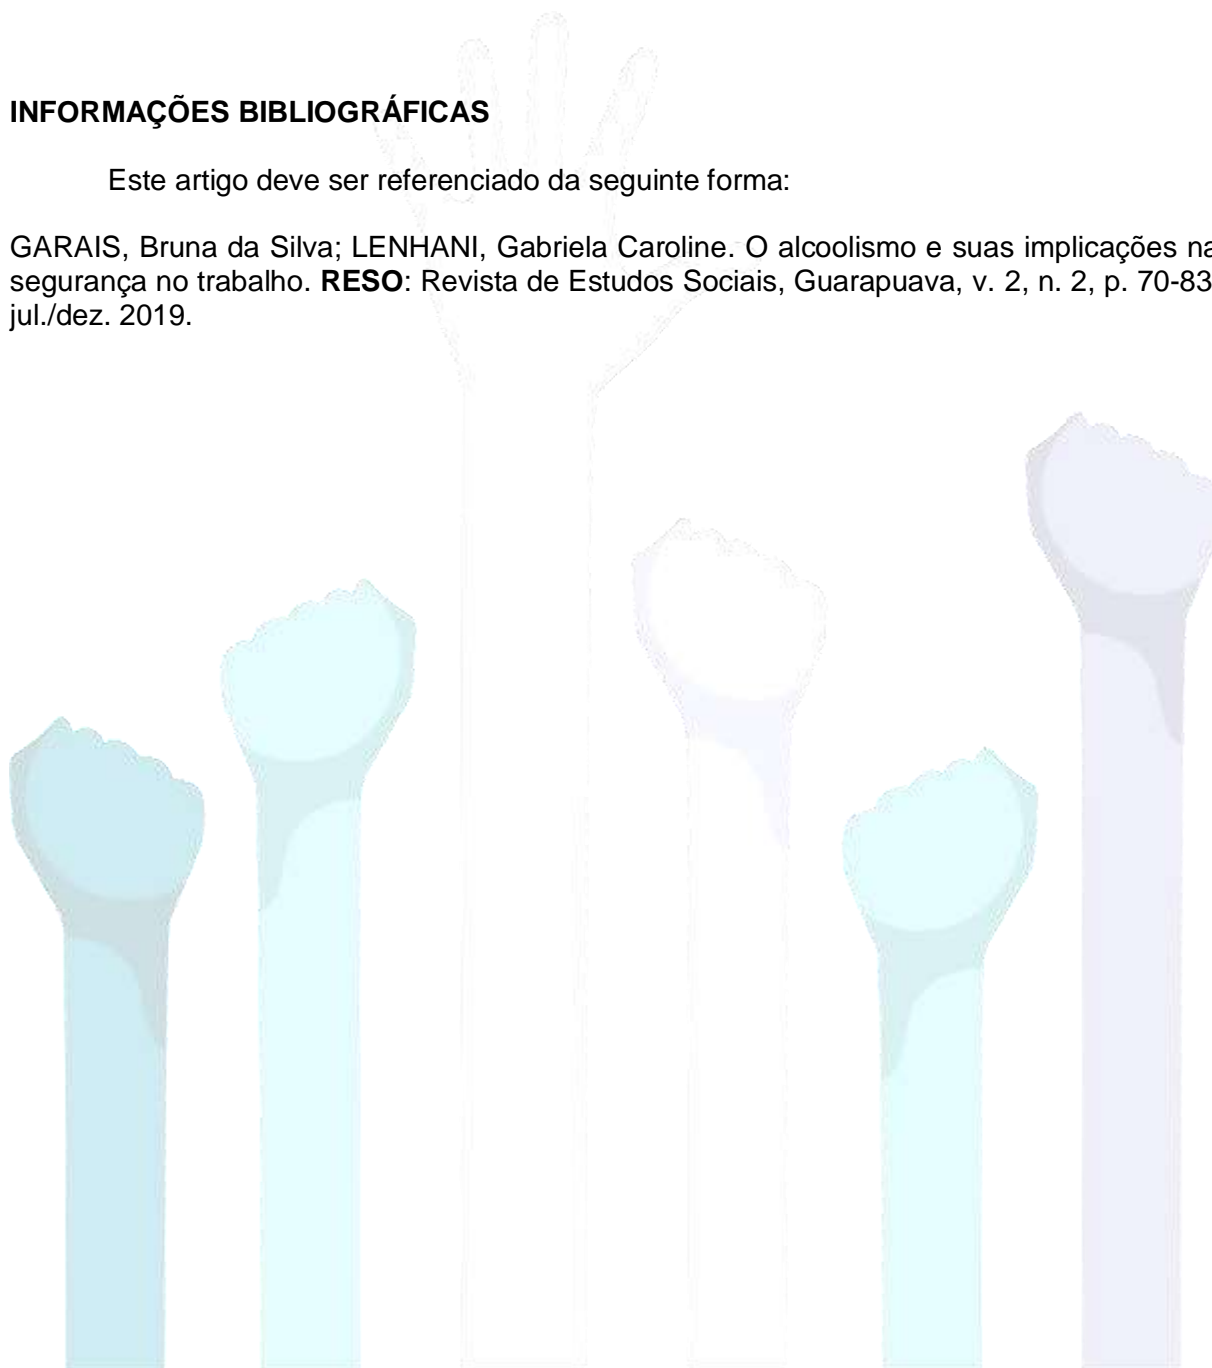 INFORMAÇÕES BIBLIOGRÁFICAS
Este artigo deve ser referenciado da seguinte forma:
GARAIS, Bruna da Silva; LENHANI, Gabriela Caroline. O alcoolismo e suas implicações na
segurança no trabalho. RESO: Revista de Estudos Sociais, Guarapuava, v. 2, n. 2, p. 70-83
jul./dez. 2019.